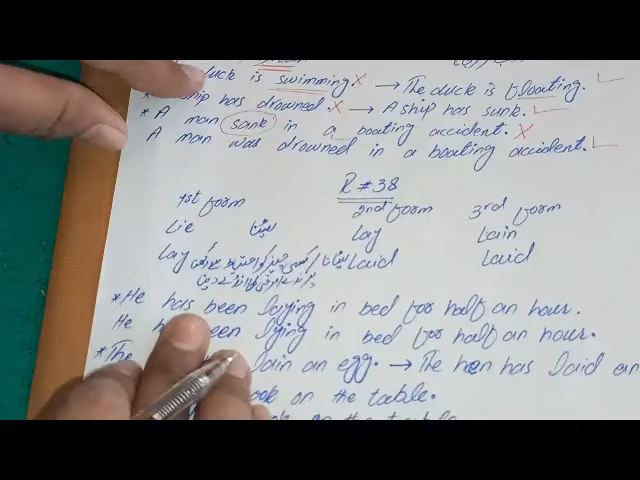 duck is swimming. × → The duck is floating. ✓
ship has drowned. × → A ship has sunk. ✓
* A man sank in a boating accident. ×
A man was drowned in a boating accident. ✓
R # 38
1st form 2nd form 3rd form
Lie لیٹنا Lay Lain
Lay Laid Laid
* He has been laying in bed for half an hour.
He been lying in bed for half an hour.
* The lain an egg. → The hen has laid an
on the table.